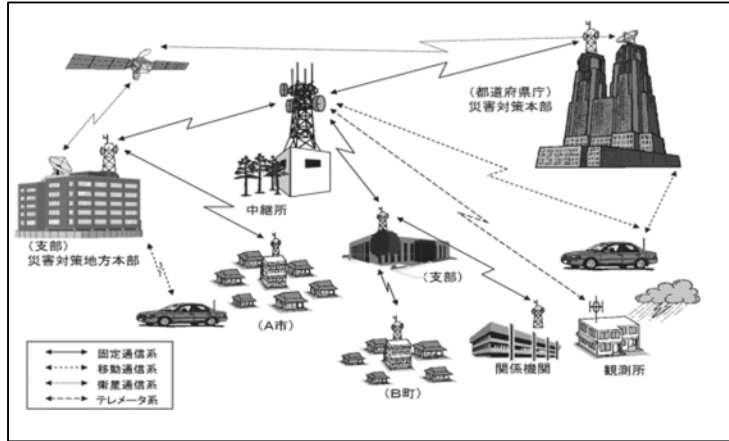 (都道府県庁)
災害対策本部
中継所
(支部)
災害対策地方本部
(支部)
(A市)
(B町)
関係機関
観測所
固定通信系
移動通信系
衛星通信系
テレメータ系